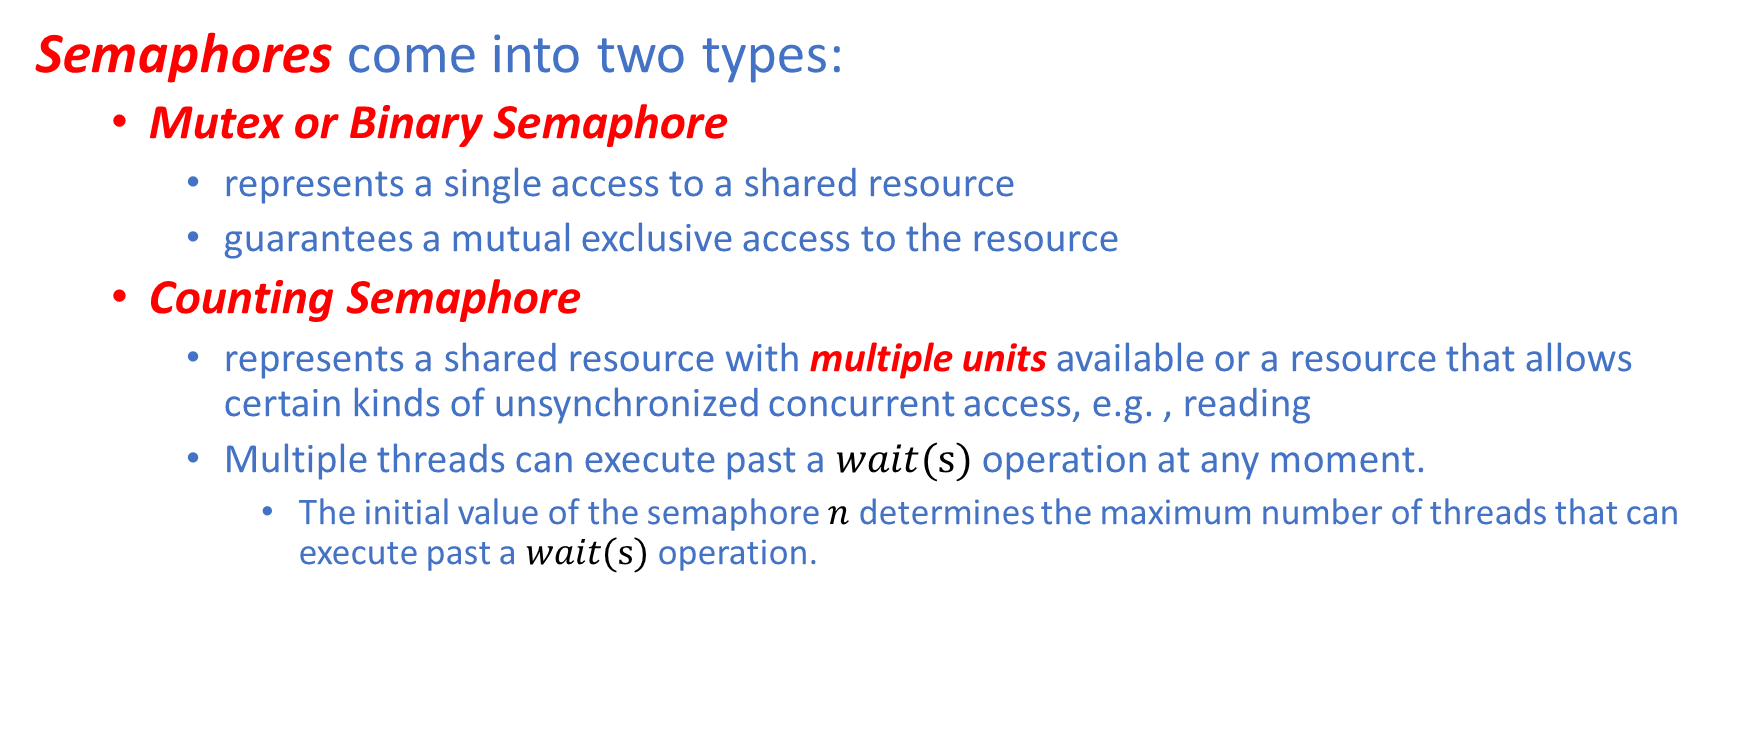 Semaphores come into two types:
• Mutex or Binary Semaphore
• represents a single access to a shared resource
• guarantees a mutual exclusive access to the resource
• Counting Semaphore
• represents a shared resource with multiple units available or a resource that allows
certain kinds of unsynchronized concurrent access, e.g. , reading
• Multiple threads can execute past a wait(s) operation at any moment.
• The initial value of the semaphore n determines the maximum number of threads that can
execute past a wait(s) operation.